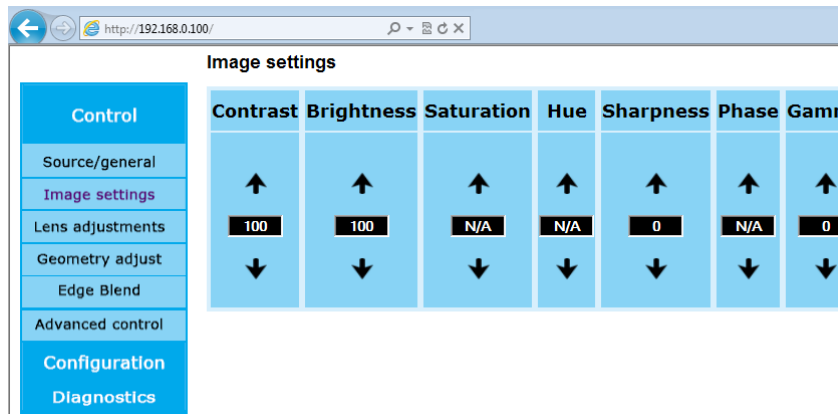 http://192.168.0.100/
Image settings
Control
Source/general
Image settings
Lens adjustments
Geometry adjust
Edge Blend
Advanced control
Configuration
Diagnostics
Contrast Brightness Saturation Hue Sharpness Phase Gamm
100 100 N/A N/A 0 N/A 0